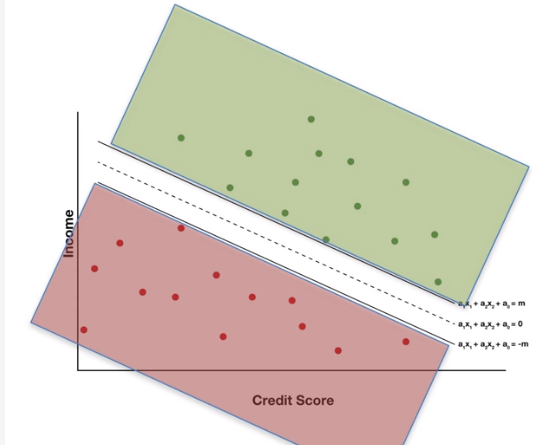 Income
a₁x₁ + a₂x₂ + a₀ = m
a₁x₁ + a₂x₂ + a₀ = 0
a₁x₁ + a₂x₂ + a₀ = -m
Credit Score